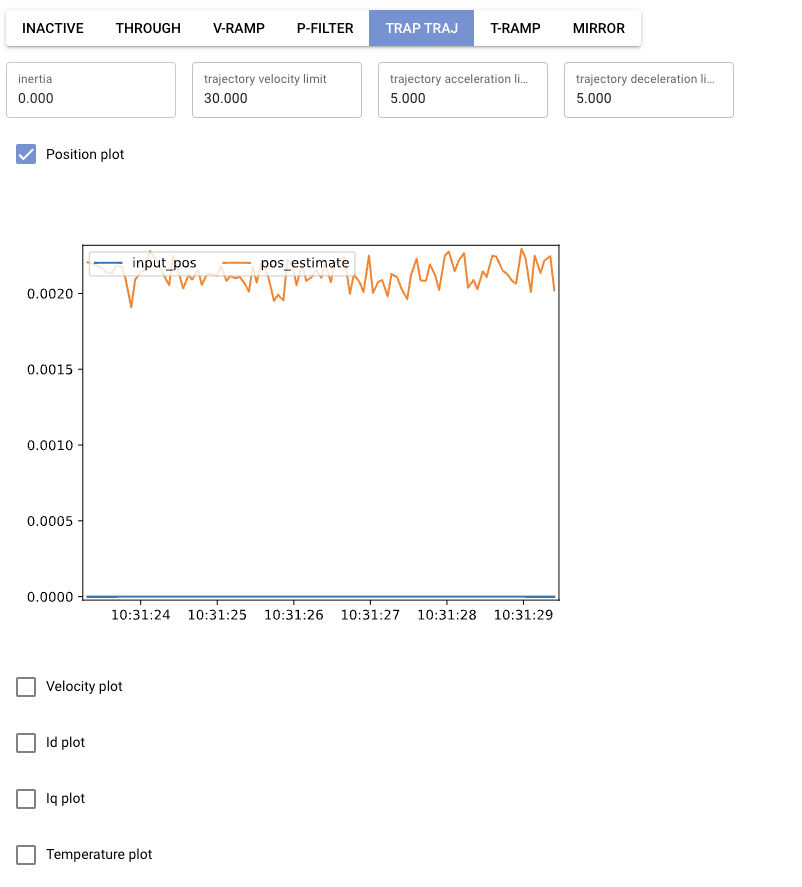 INACTIVE THROUGH V-RAMP P-FILTER TRAP TRAJ T-RAMP MIRROR
inertia trajectory velocity limit trajectory acceleration li... trajectory deceleration li...
0.000 30.000 5.000 5.000
Position plot
input_pos pos_estimate
0.0020
0.0015
0.0010
0.0005
0.0000
10:31:24 10:31:25 10:31:26 10:31:27 10:31:28 10:31:29
Velocity plot
Id plot
Iq plot
Temperature plot